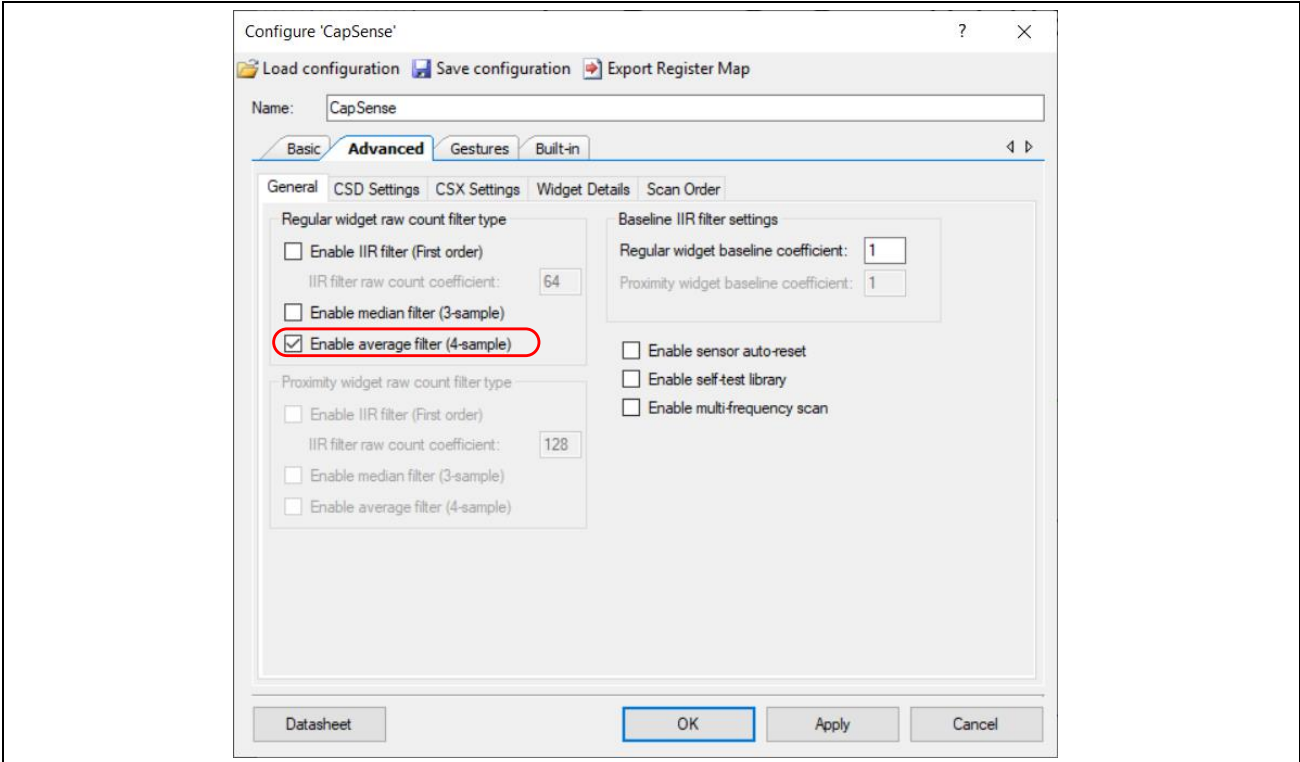 Configure 'CapSense'
?
Load configuration Save configuration Export Register Map
Name: CapSense
Basic Advanced Gestures Built-in
General CSD Settings CSX Settings Widget Details Scan Order
Regular widget raw count filter type
Enable IIR filter (First order)
IIR filter raw count coefficient: 64
Enable median filter (3-sample)
Enable average filter (4-sample)
Proximity widget raw count filter type
Enable IIR filter (First order)
IIR filter raw count coefficient: 128
Enable median filter (3-sample)
Enable average filter (4-sample)
Baseline IIR filter settings
Regular widget baseline coefficient: 1
Proximity widget baseline coefficient: 1
Enable sensor auto-reset
Enable self-test library
Enable multi-frequency scan
Datasheet OK Apply Cancel